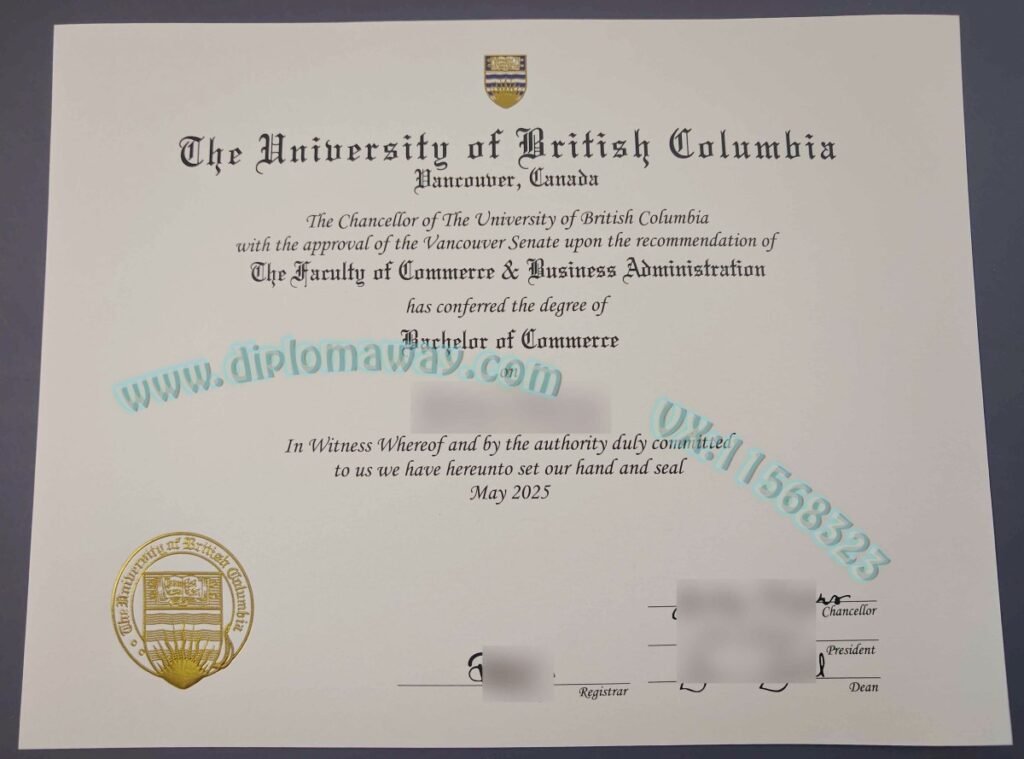 The University of British Columbia
Vancouver, Canada
The Chancellor of The University of British Columbia
with the approval of the Vancouver Senate upon the recommendation of
The Faculty of Commerce & Business Administration
has conferred the degree of
Bachelor of Commerce
www.diplomaway.com
on
VX:11568323
In Witness Whereof and by the authority duly committed
to us we have hereunto set our hand and seal
May 2025
The University of British Columbia
Chancellor
President
Registrar
Dean